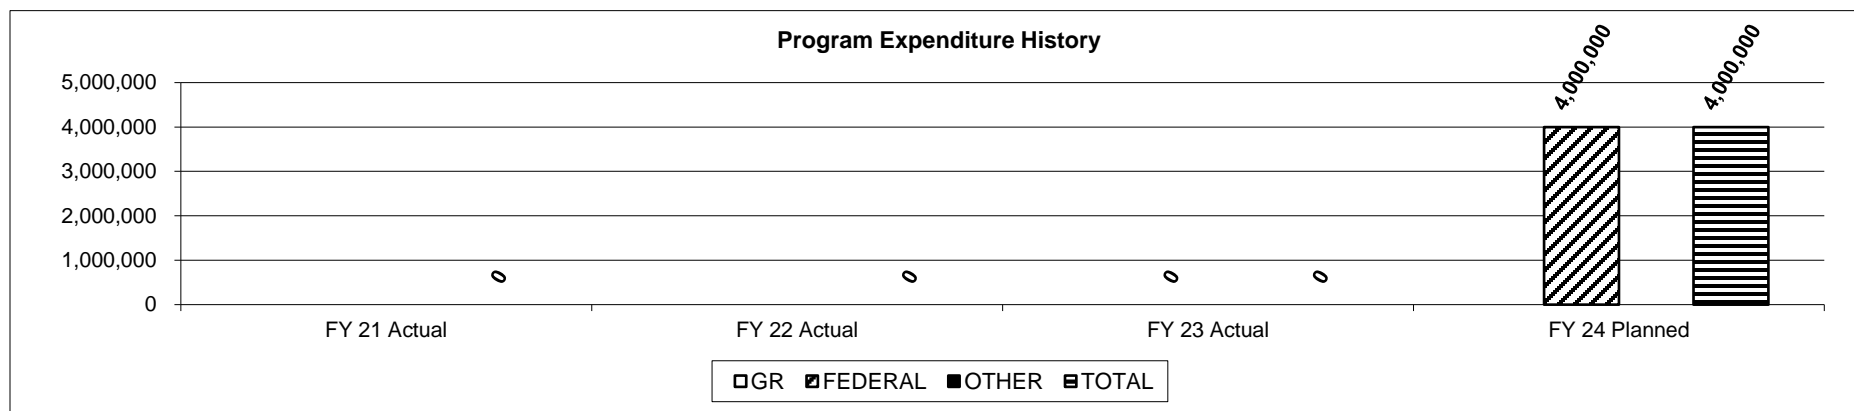 Program Expenditure History
4,000,000 4,000,000
5,000,000
4,000,000
3,000,000
2,000,000
1,000,000
0 0 0 0
0
FY 21 Actual FY 22 Actual FY 23 Actual FY 24 Planned
GR FEDERAL OTHER TOTAL